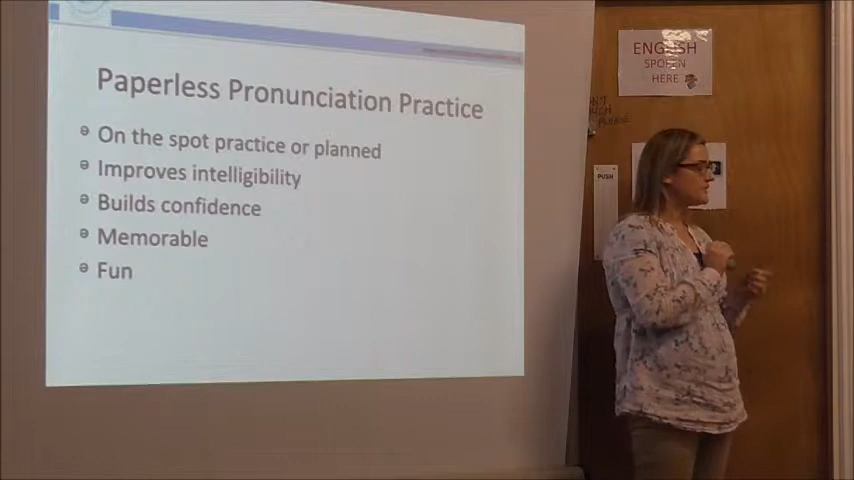 Paperless Pronunciation Practice
On the spot practice or planned
Improves intelligibility
Builds confidence
Memorable
Fun
ENGLISH
SPOKEN
HERE
PLEASE
PUSH